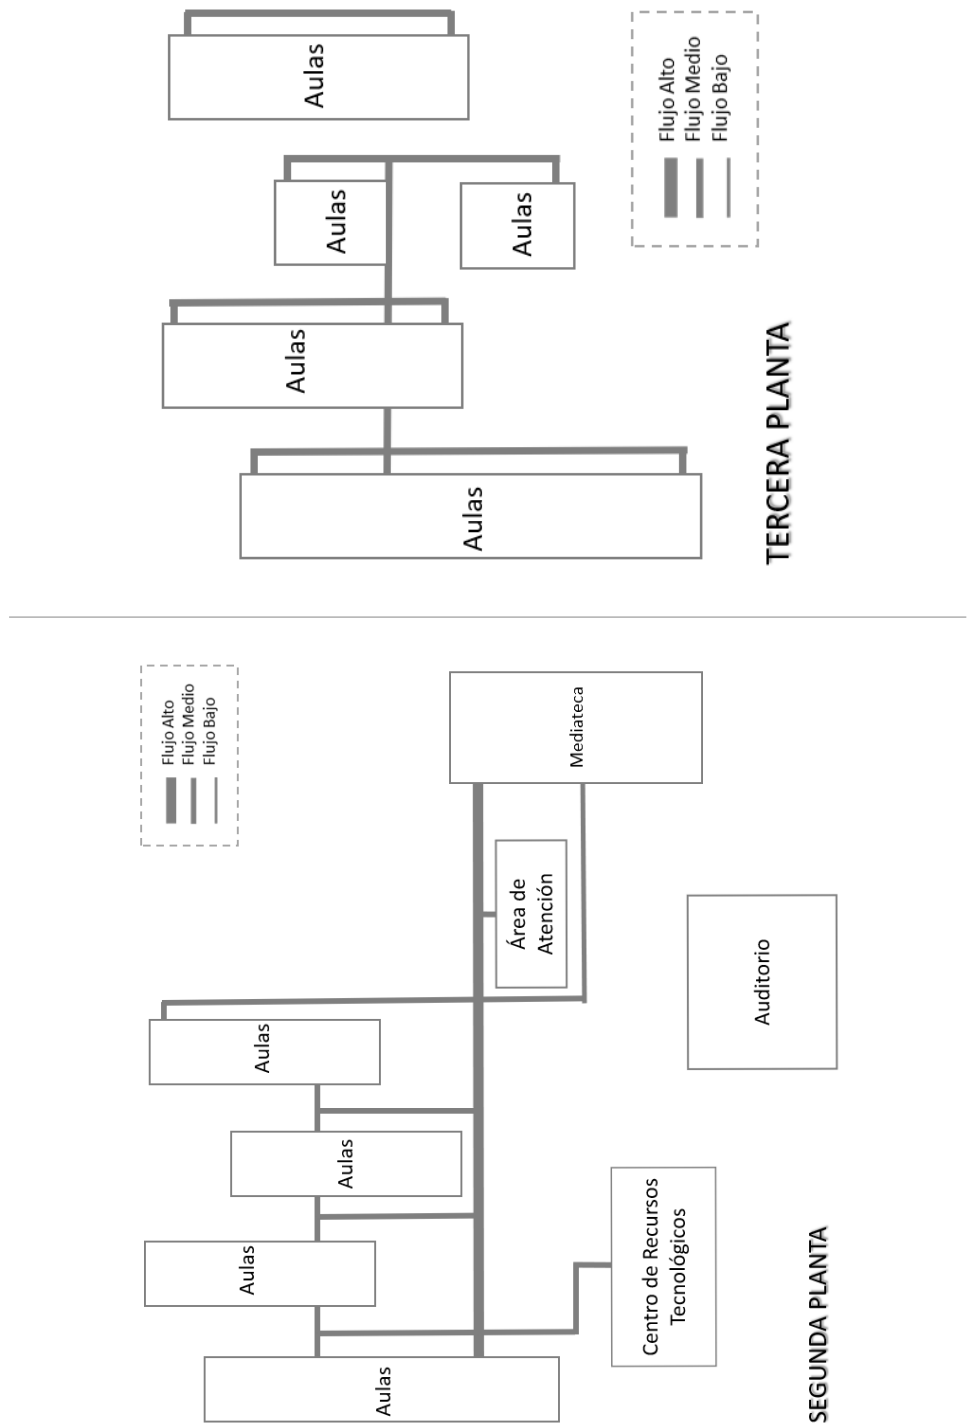 SEGUNDA PLANTA
Aulas
Aulas
Aulas
Aulas
Centro de Recursos
Tecnológicos
Auditorio
Área de
Atención
Mediateca
Flujo Alto
Flujo Medio
Flujo Bajo
TERCERA PLANTA
Aulas
Aulas
Aulas
Aulas
Aulas
Flujo Alto
Flujo Medio
Flujo Bajo